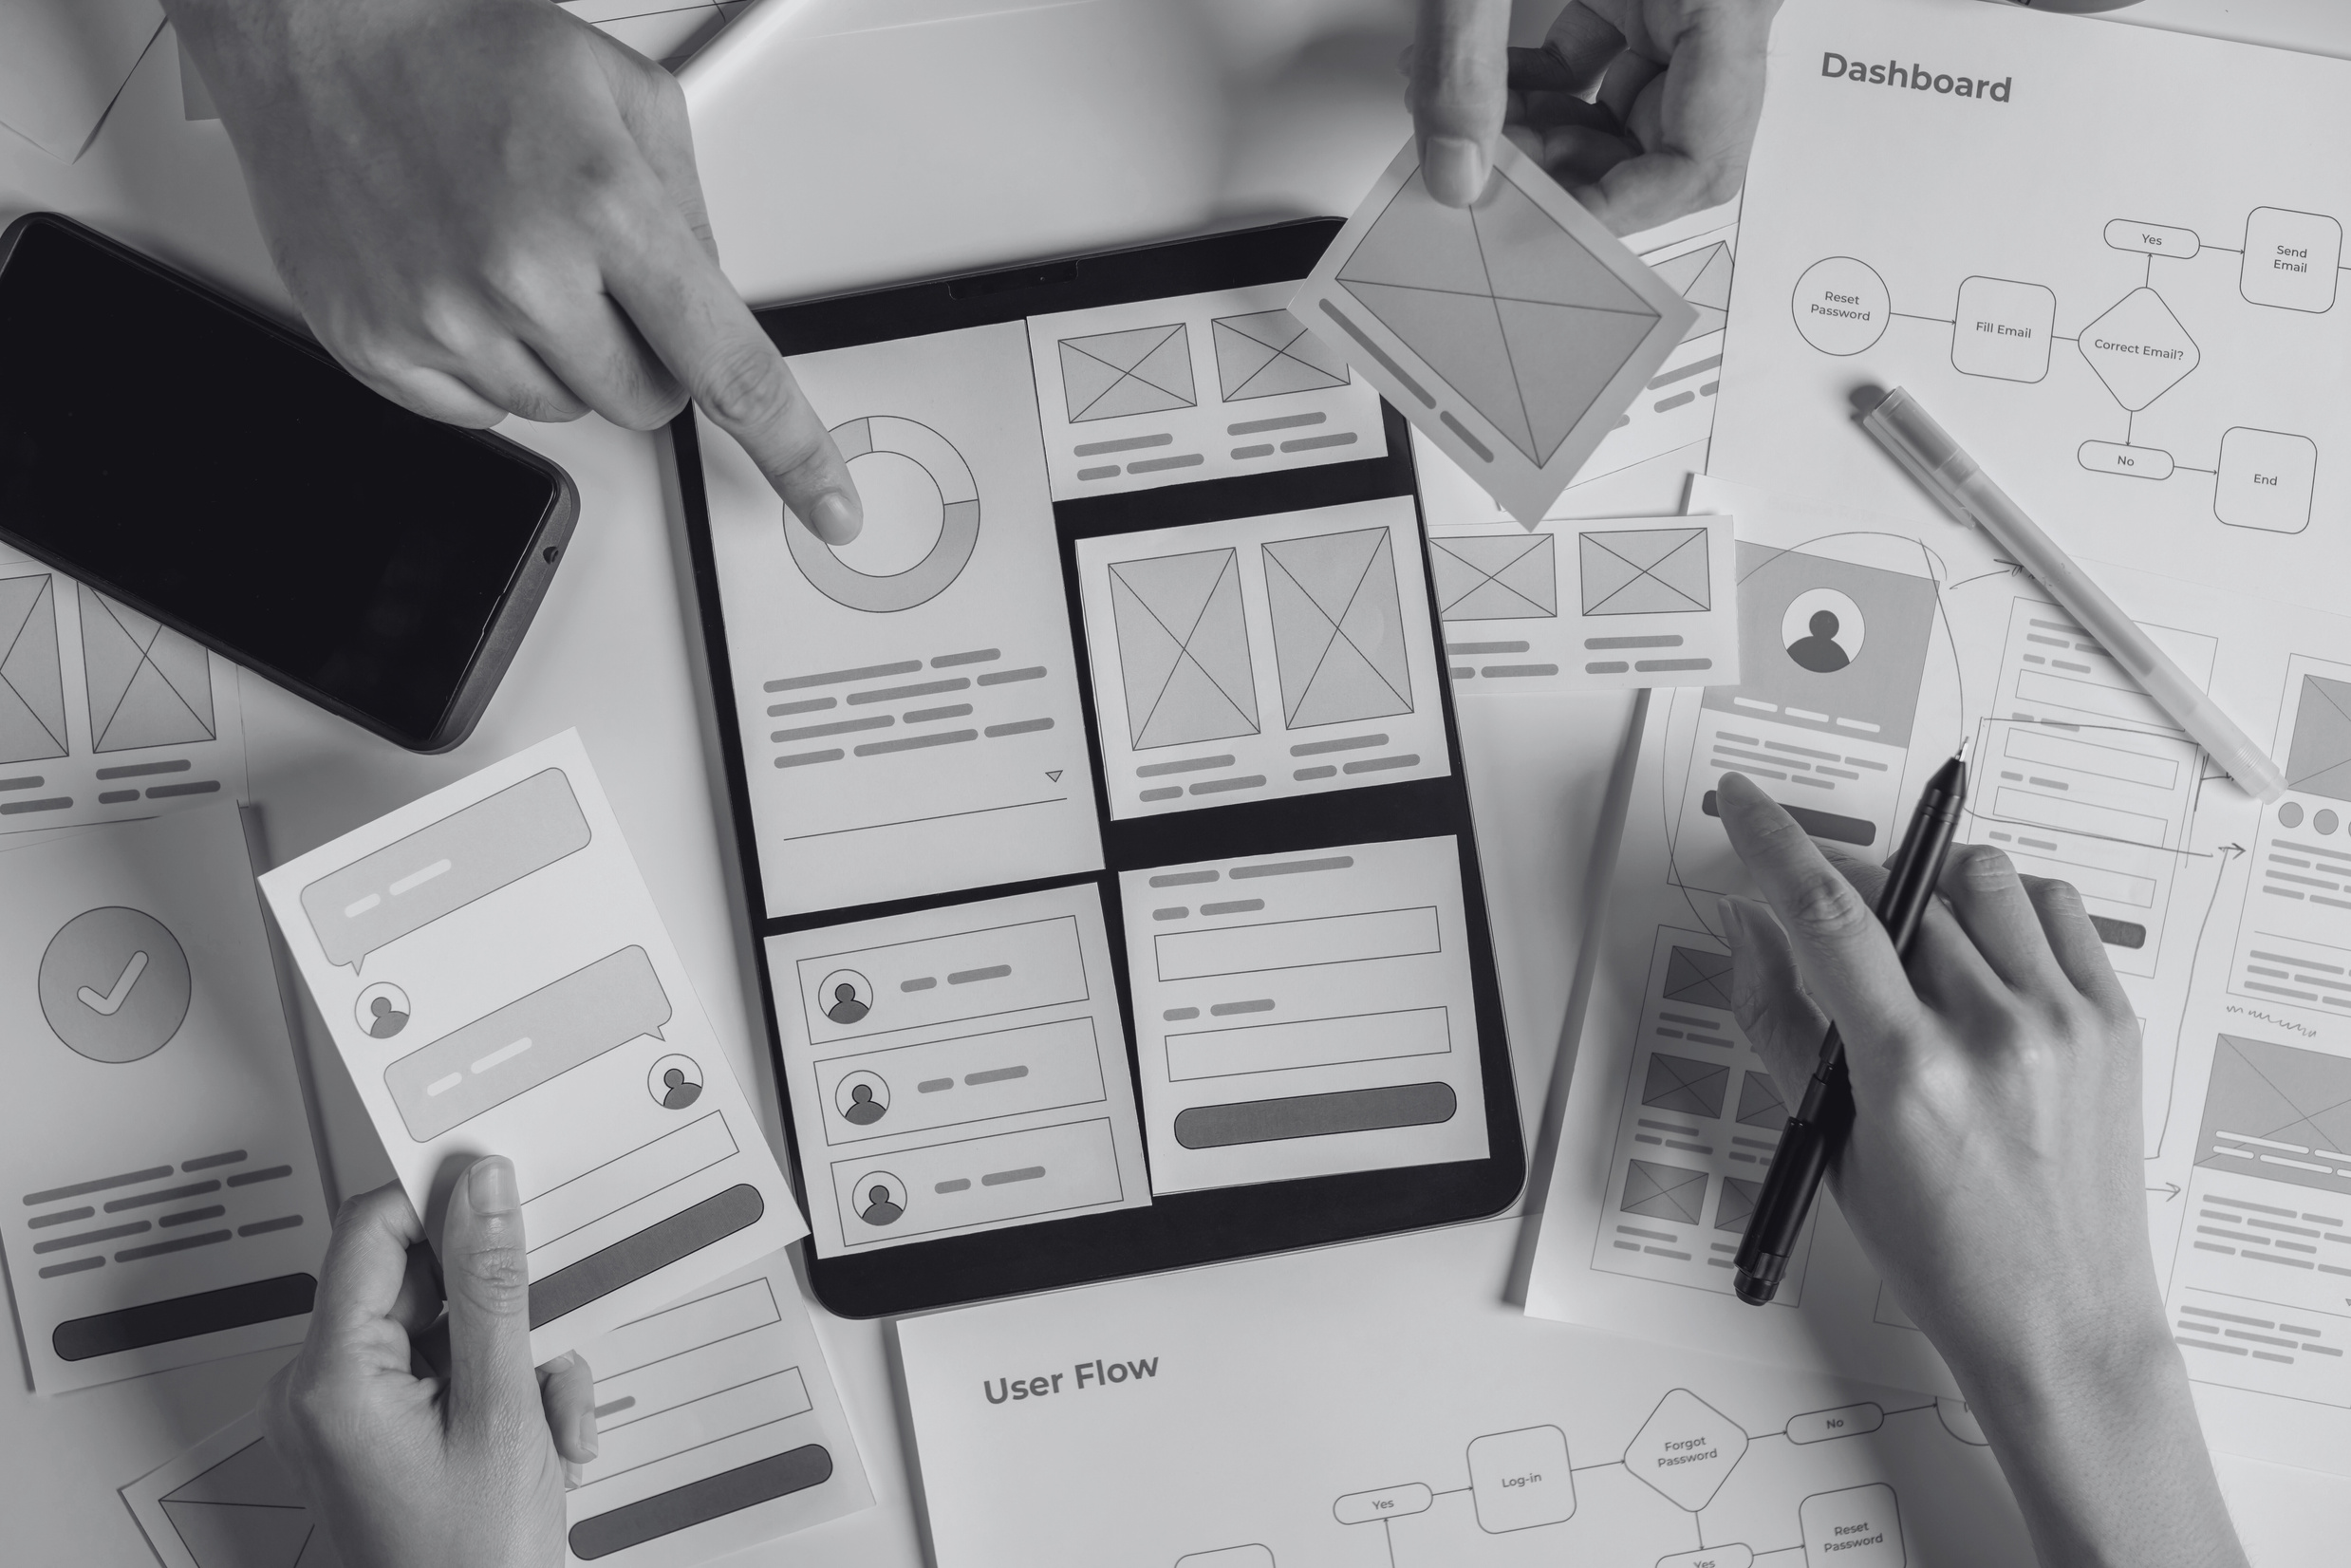 Dashboard
Yes
Send
Email
Reset
Password
Fill Email
Correct Email?
No
End
User Flow
No
Forgot
Password
Log-in
Yes
Reset
Password
Yes